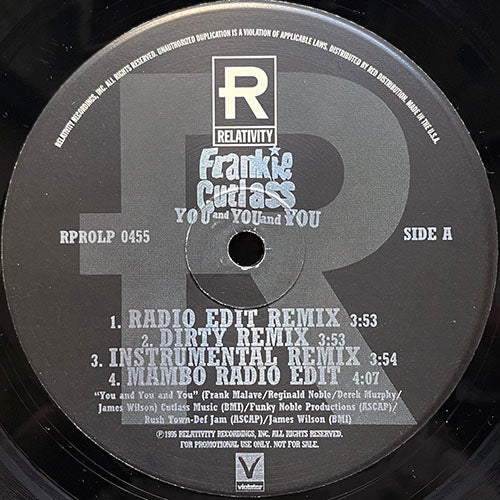 RELATIVITY RECORDINGS, INC. ALL RIGHTS RESERVED. UNAUTHORIZED DUPLICATION IS A VIOLATION OF APPLICABLE LAWS. DISTRIBUTED BY RED DISTRIBUTION. MADE IN THE U.S.A.
R
RELATIVITY
Frankie
Cutlass
YOU and YOU and YOU
RPROLP 0455
SIDE A
1. RADIO EDIT REMIX 3:53
2. DIRTY REMIX 3:53
3. INSTRUMENTAL REMIX 3:54
4. MAMBO RADIO EDIT 4:07
"You and You and You" (Frank Malave/Reginald Noble/Derek Murphy/
James Wilson) Cutlass Music (BMI)/Funky Noble Productions (ASCAP)/
Rush Town-Def Jam (ASCAP)/James Wilson (BMI)
℗1995 RELATIVITY RECORDINGS, INC. ALL RIGHTS RESERVED.
FOR PROMOTIONAL USE ONLY. NOT FOR SALE.
V
violator